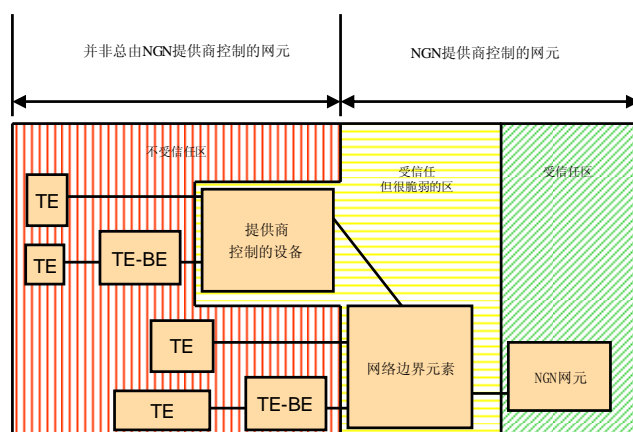 并非总由NGN提供商控制的网元
NGN提供商控制的网元
不受信任区
受信任
但很脆弱的区
受信任区
TE
提供商
控制的设备
TE
TE-BE
TE
网络边界元素
NGN网元
TE
TE-BE